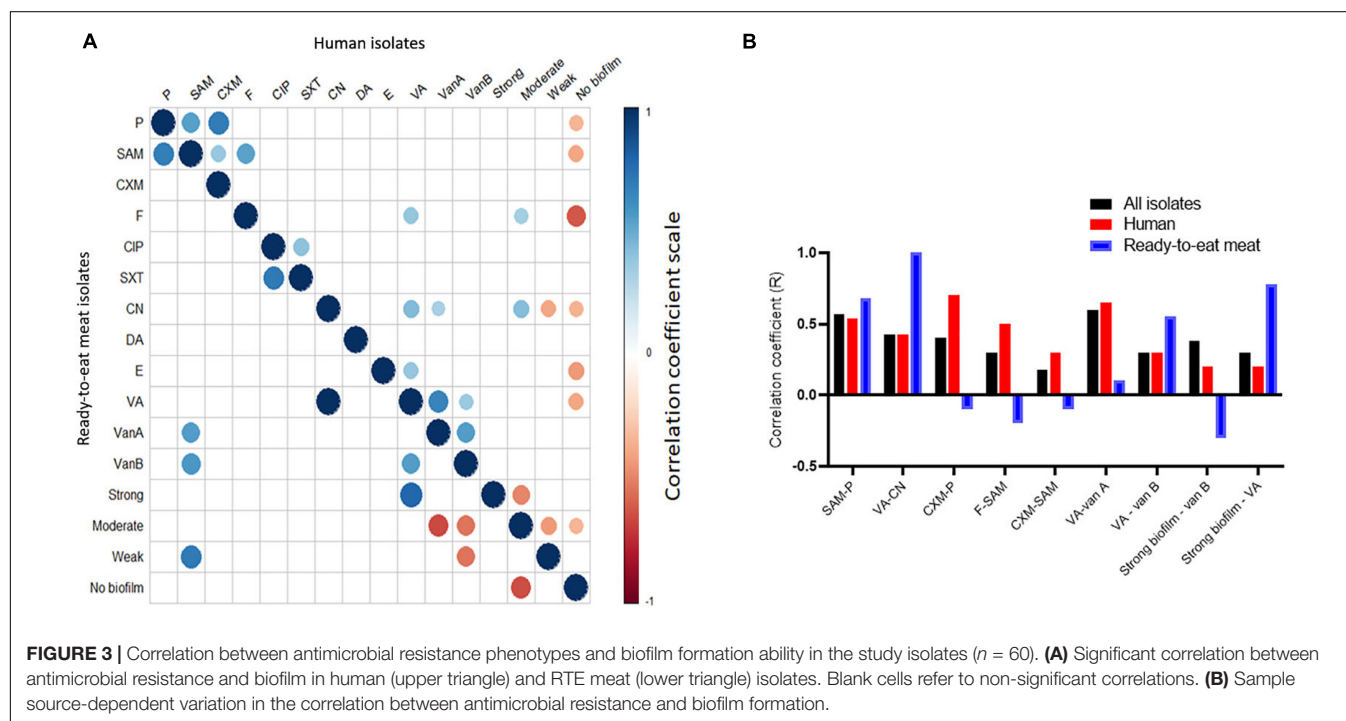 A
Human isolates
P SAM CXM F CIP SXT CN DA E VA VanA VanB Strong Moderate Weak No biofilm
Ready-to-eat meat isolates
P
SAM
CXM
F
CIP
SXT
CN
DA
E
VA
VanA
VanB
Strong
Moderate
Weak
No biofilm
1
0
-1
Correlation coefficient scale
B
All isolates
Human
Ready-to-eat meat
Correlation coefficient (R)
1.0
0.5
0.0
-0.5
SAM-P
VA-CN
CXM-P
F-SAM
CXM-SAM
VA-van A
VA - van B
Strong biofilm - van B
Strong biofilm - VA
FIGURE 3 | Correlation between antimicrobial resistance phenotypes and biofilm formation ability in the study isolates (n = 60). (A) Significant correlation between
antimicrobial resistance and biofilm in human (upper triangle) and RTE meat (lower triangle) isolates. Blank cells refer to non-significant correlations. (B) Sample
source-dependent variation in the correlation between antimicrobial resistance and biofilm formation.